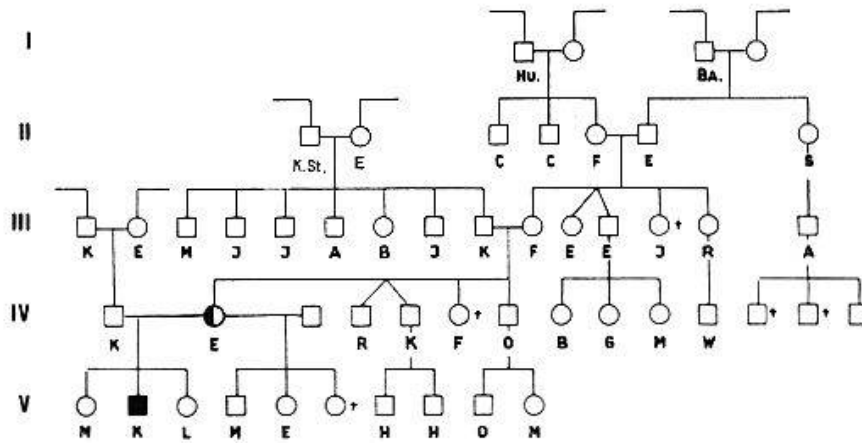 I
Hu. BA.
II
K.St. E C C F E S
III
K E M J J A B J K F E E J † R A
IV
K E R K F † O B G M W † †
V
M K L M E † H H O M